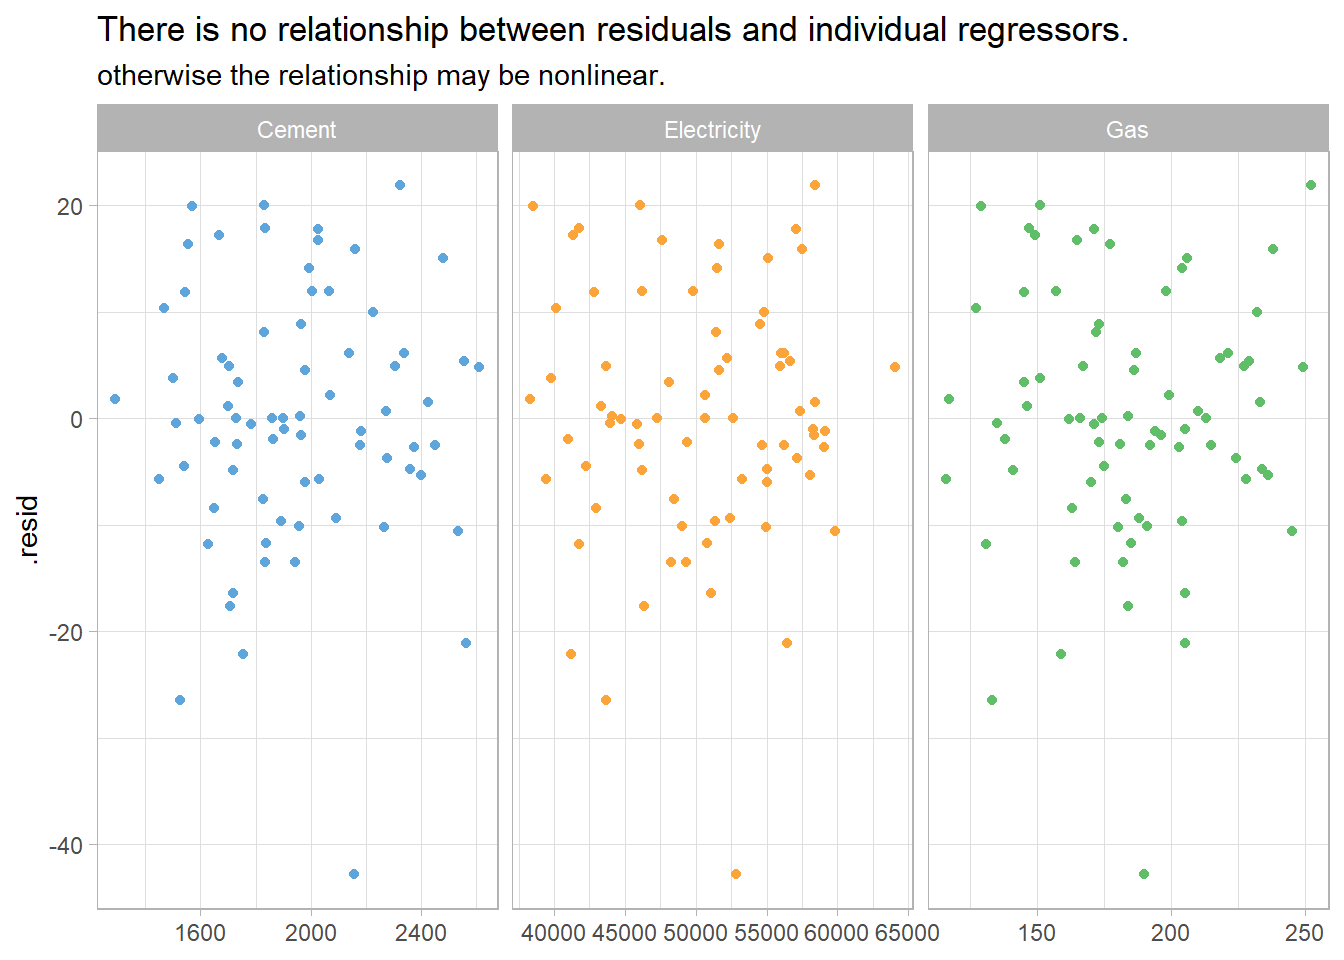 There is no relationship between residuals and individual regressors.
otherwise the relationship may be nonlinear.
Cement Electricity Gas
20
0
-20
-40
.resid
1600 2000 2400 40000 45000 50000 55000 60000 65000 150 200 250